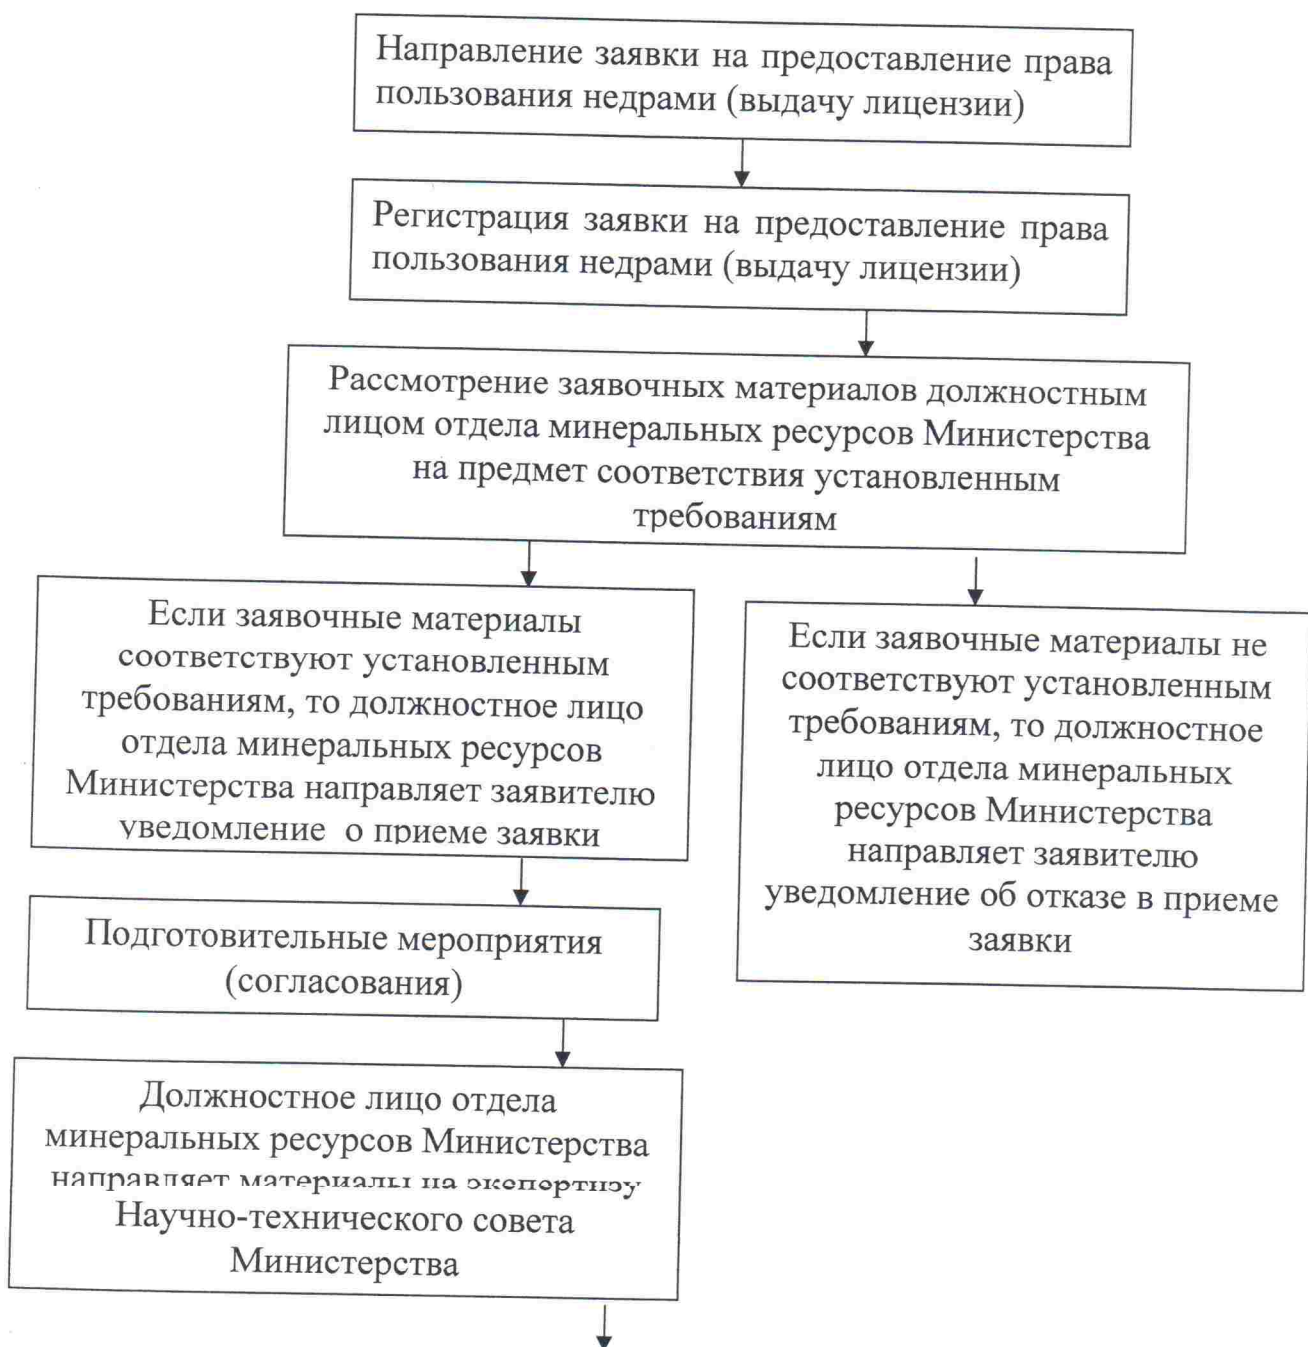 Направление заявки на предоставление права
пользования недрами (выдачу лицензии)
Регистрация заявки на предоставление права
пользования недрами (выдачу лицензии)
Рассмотрение заявочных материалов должностным
лицом отдела минеральных ресурсов Министерства
на предмет соответствия установленным
требованиям
Если заявочные материалы
соответствуют установленным
требованиям, то должностное лицо
отдела минеральных ресурсов
Министерства направляет заявителю
уведомление о приеме заявки
Если заявочные материалы не
соответствуют установленным
требованиям, то должностное
лицо отдела минеральных
ресурсов Министерства
направляет заявителю
уведомление об отказе в приеме
заявки
Подготовительные мероприятия
(согласования)
Должностное лицо отдела
минеральных ресурсов Министерства
направляет материалы на экспертизу
Научно-технического совета
Министерства